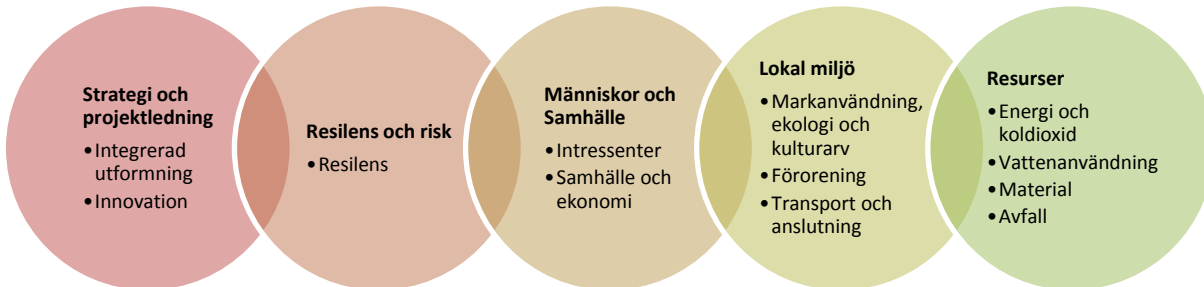 Strategi och
projektledning
•Integrerad
utformning
•Innovation
Resilens och risk
•Resilens
Människor och
Samhälle
•Intressenter
•Samhälle och
ekonomi
Lokal miljö
•Markanvändning,
ekologi och
kulturarv
•Förorening
•Transport och
anslutning
Resurser
•Energi och
koldioxid
•Vattenanvändning
•Material
•Avfall